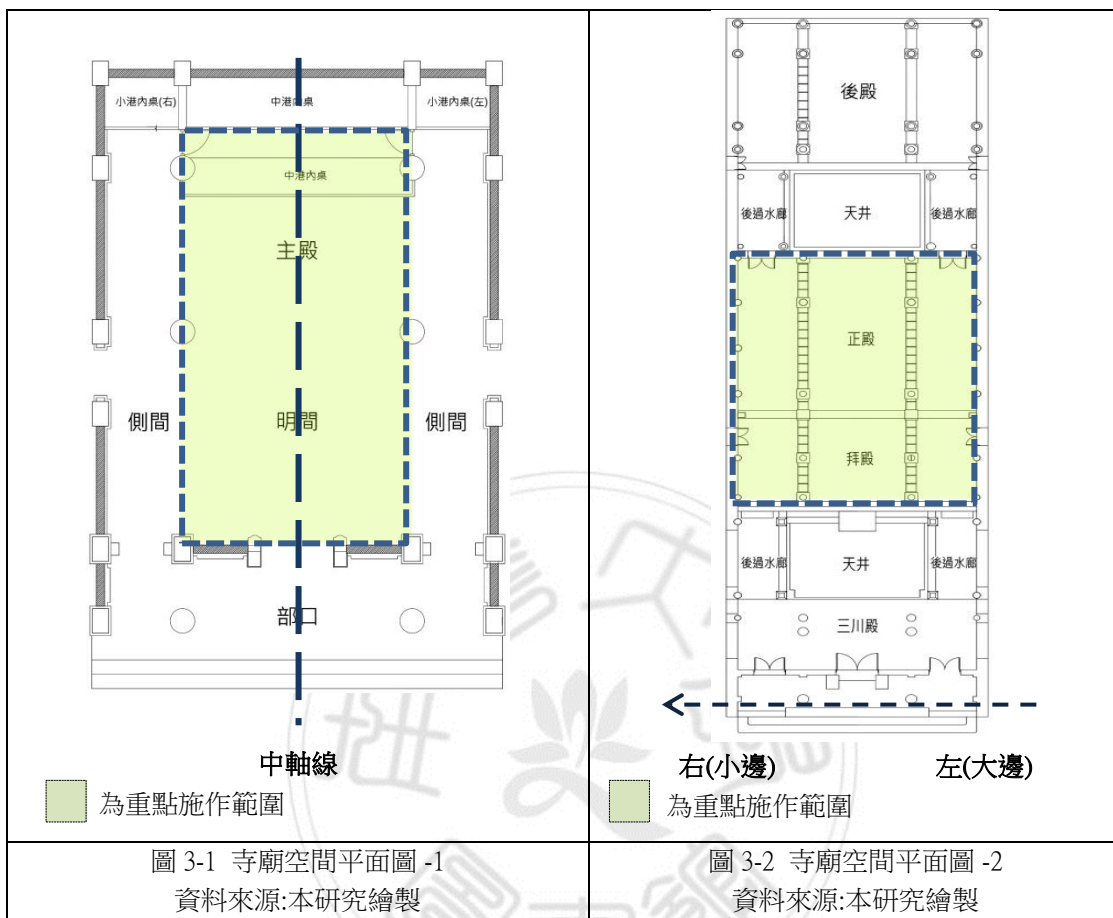 小港內桌(右)
中港內桌
小港內桌(左)
中港內桌
主殿
側間
明間
側間
部口
中軸線
為重點施作範圍
圖 3-1 寺廟空間平面圖 -1
資料來源:本研究繪製
後殿
後過水廊
天井
後過水廊
正殿
拜殿
後過水廊
天井
後過水廊
三川殿
右(小邊)
左(大邊)
為重點施作範圍
圖 3-2 寺廟空間平面圖 -2
資料來源:本研究繪製